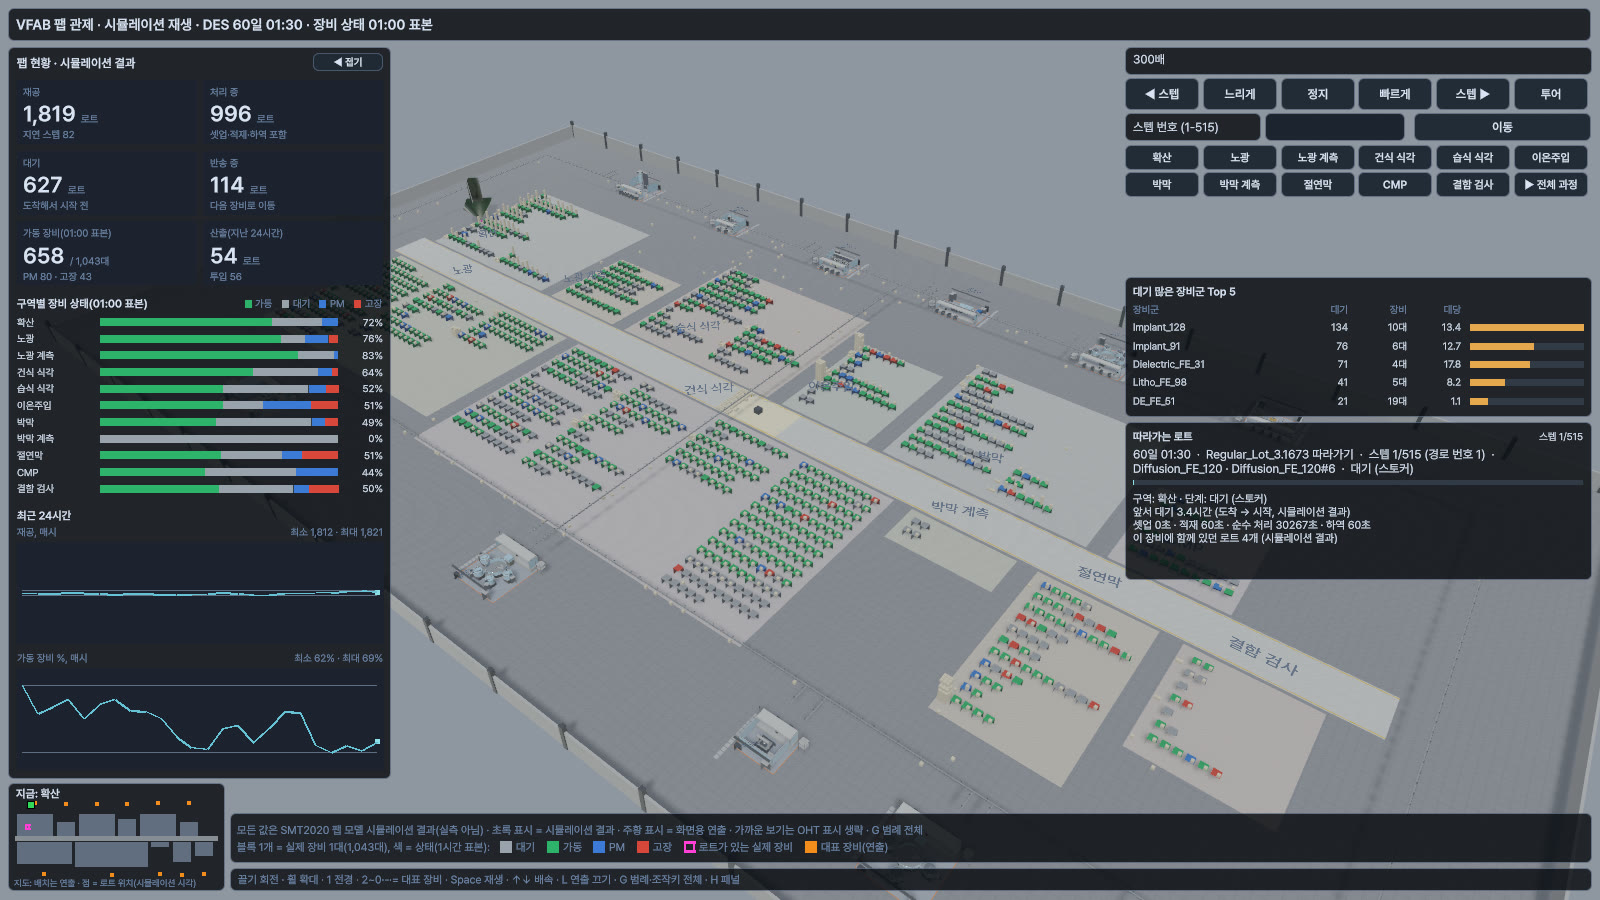 VFAB 팹 관제 · 시뮬레이션 재생 · DES 60일 01:30 · 장비 상태 01:00 표본
팹 현황 · 시뮬레이션 결과
◀ 접기
재공
1,819 로트
지연 스텝 82
처리 중
996 로트
셋업·적재·하역 포함
대기
627 로트
도착해서 시작 전
반송 중
114 로트
다음 장비로 이동
가동 장비(01:00 표본)
658 / 1,043대
PM 80 · 고장 43
산출(지난 24시간)
54 로트
투입 56
구역별 장비 상태(01:00 표본)
가동 대기 PM 고장
확산 72%
노광 76%
노광 계측 83%
건식 식각 64%
습식 식각 52%
이온주입 51%
박막 49%
박막 계측 0%
절연막 51%
CMP 44%
결함 검사 50%
최근 24시간
재공, 매시 최소 1,812 · 최대 1,821
가동 장비 %, 매시 최소 62% · 최대 69%
지금: 확산
지도: 배치는 연출 · 점 = 로트 위치(시뮬레이션 시각)
노광
습식 식각
건식 식각
박막
박막 계측
절연막
결함 검사
300배
◀ 스텝
느리게
정지
빠르게
스텝 ▶
투어
스텝 번호 (1-515)
이동
확산
노광
노광 계측
건식 식각
습식 식각
이온주입
박막
박막 계측
절연막
CMP
결함 검사
▶ 전체 과정
대기 많은 장비군 Top 5
장비군 대기 장비 대당
Implant_128 134 10대 13.4
Implant_91 76 6대 12.7
Dielectric_FE_31 71 4대 17.8
Litho_FE_98 41 5대 8.2
DE_FE_51 21 19대 1.1
따라가는 로트 스텝 1/515
60일 01:30 · Regular_Lot_3.1673 따라가기 · 스텝 1/515 (경로 번호 1) ·
Diffusion_FE_120 · Diffusion_FE_120#6 · 대기 (스토커)
구역: 확산 · 단계: 대기 (스토커)
앞서 대기 3.4시간 (도착 → 시작, 시뮬레이션 결과)
셋업 0초 · 적재 60초 · 순수 처리 30267초 · 하역 60초
이 장비에 함께 있던 로트 4개 (시뮬레이션 결과)
모든 값은 SMT2020 팹 모델 시뮬레이션 결과(실측 아님) · 초록 표시 = 시뮬레이션 결과 · 주황 표시 = 화면용 연출 · 가까운 보기는 OHT 표시 생략 · G 범례 전체
블록 1개 = 실제 장비 1대(1,043대), 색 = 상태(1시간 표본): 대기 가동 PM 고장 로트가 있는 실제 장비 대표 장비(연출)
끌기 회전 · 휠 확대 · 1 전경 · 2~0·-·= 대표 장비 · Space 재생 · ↑↓ 배속 · L 연출 끄기 · G 범례·조작키 전체 · H 패널